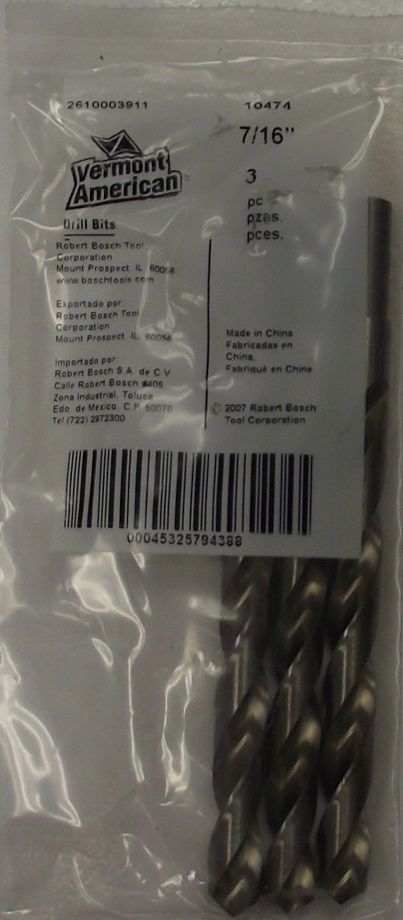 2610003911
10474
7/16"
Vermont
American
Drill Bits
3
pc
pzas.
pces.
Robert Bosch Tool
Corporation
Mount Prospect, IL 60056
www.boschtools.com
Exportado por
Robert Bosch Tool
Corporation
Mount Prospect, IL 60056
Importado por:
Robert Bosch S.A. de C.V
Calle Robert Bosch #405
Zona Industrial, Toluca
Edo. de Mexico, C.P. 50070
Tel (722) 2972300
Made in China
Fabricadas en
China.
Fabriqué en Chine
© 2007 Robert Bosch
Tool Corporation
00045325794388